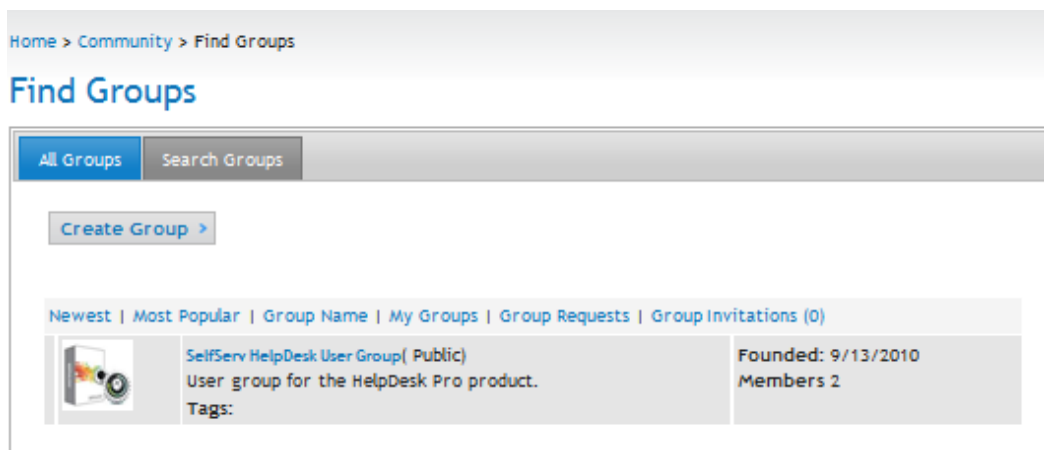 Home > Community > Find Groups
Find Groups
All Groups Search Groups
Create Group >
Newest | Most Popular | Group Name | My Groups | Group Requests | Group Invitations (0)
SelfServ HelpDesk User Group( Public)
User group for the HelpDesk Pro product.
Tags:
Founded: 9/13/2010
Members 2